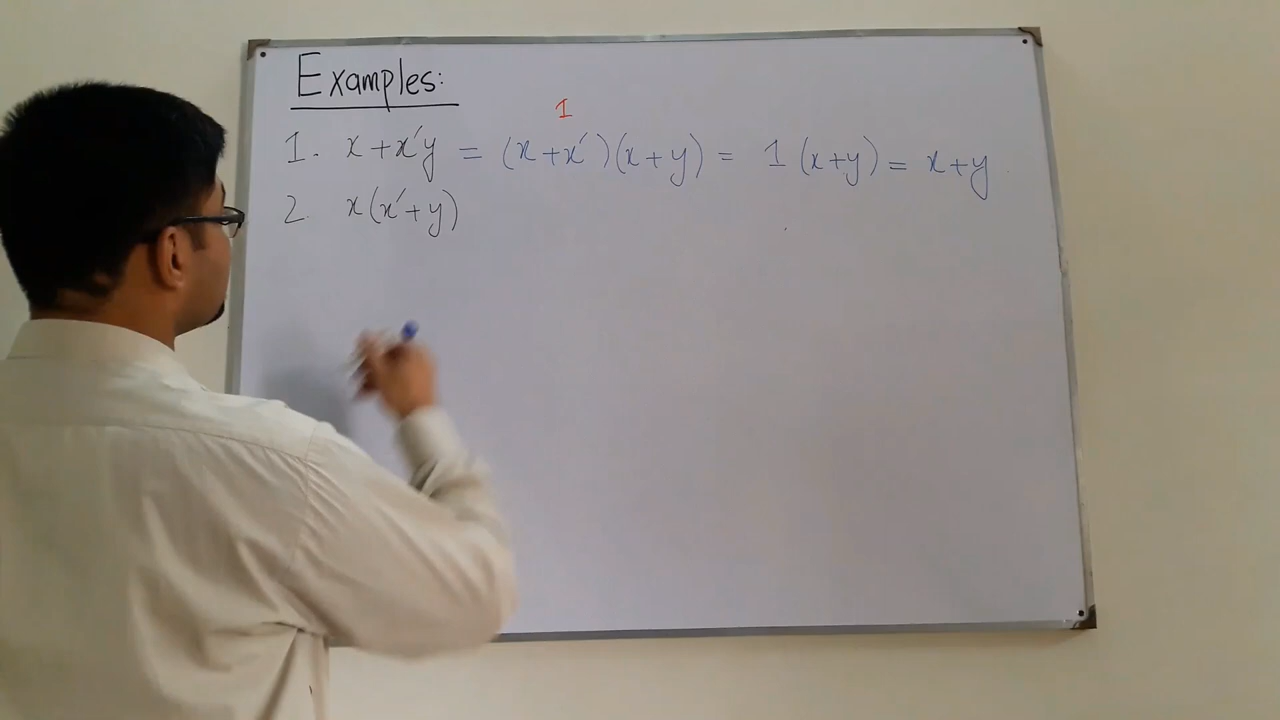 Examples:
1
1. x+x'y = (x+x')(x+y) = 1(x+y) = x+y
2. x(x'+y)